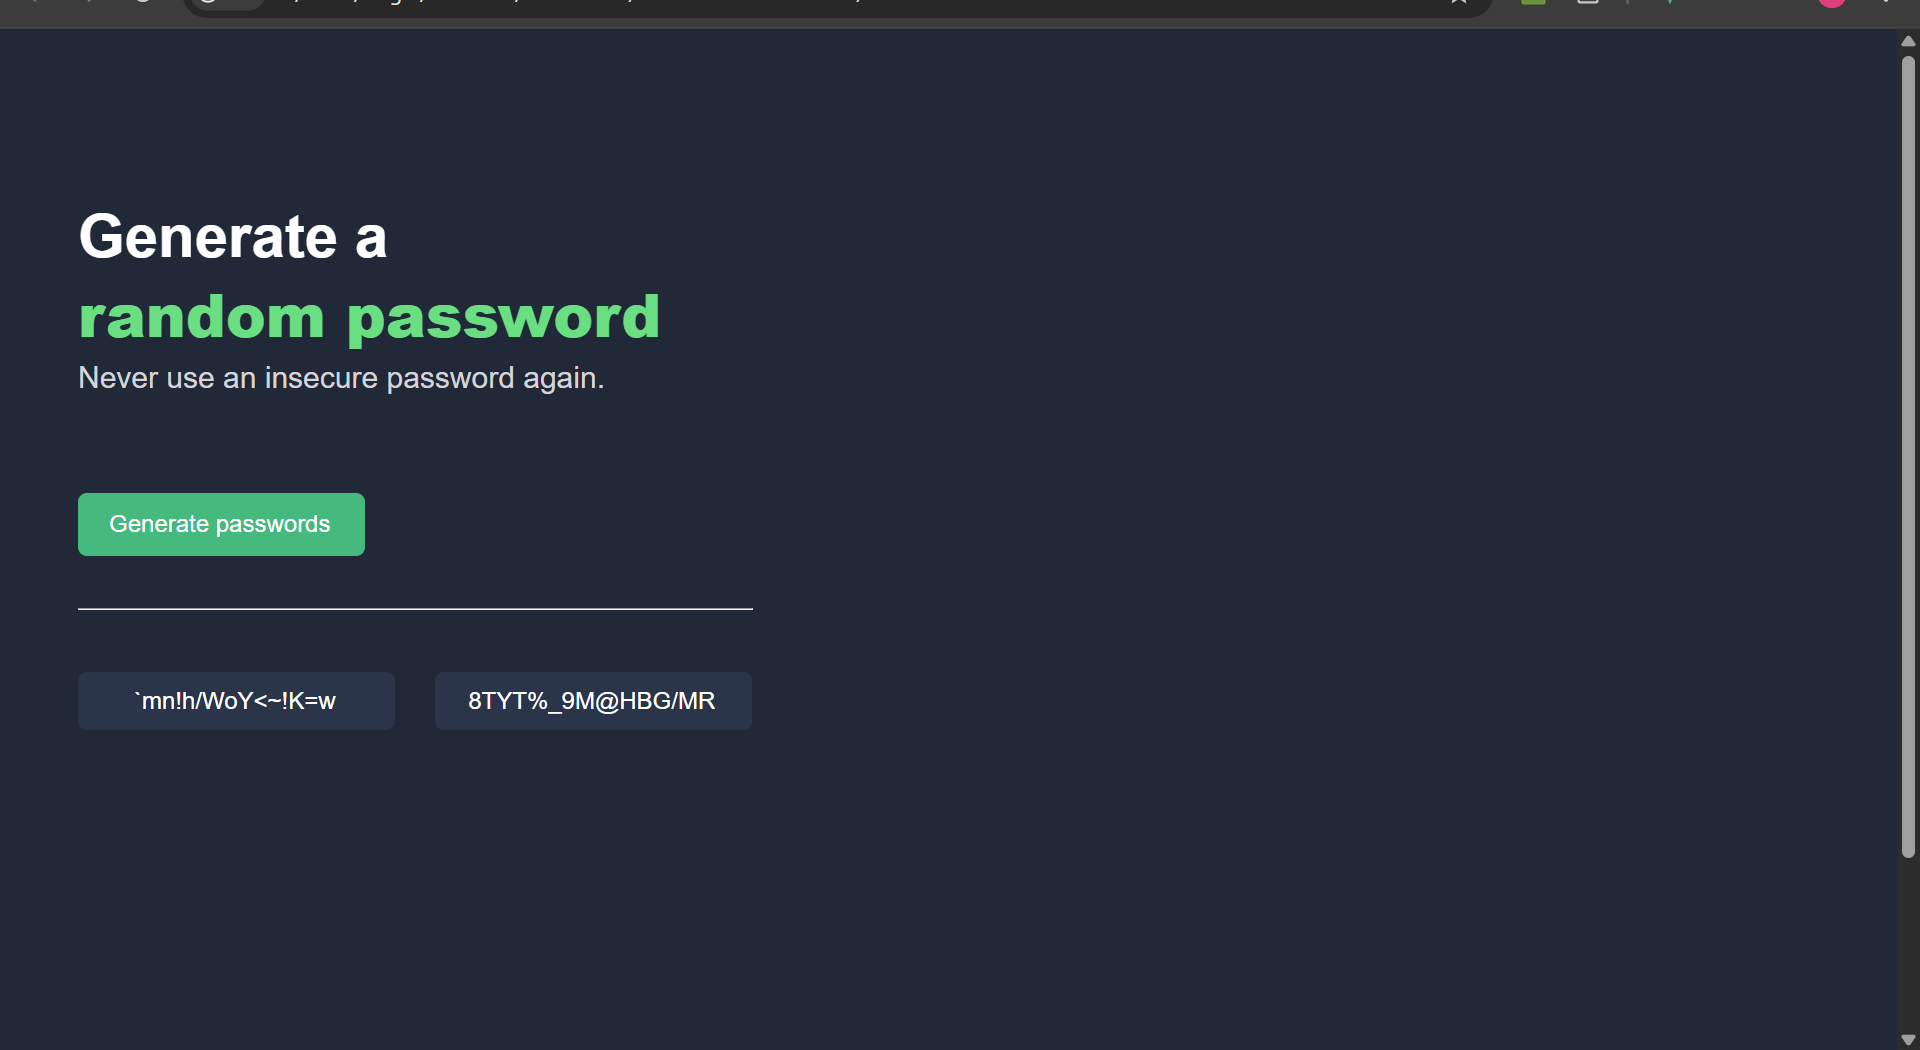 Generate a
random password
Never use an insecure password again.
Generate passwords
`mn!h/WoY<~!K=w
8TYT%_9M@HBG/MR